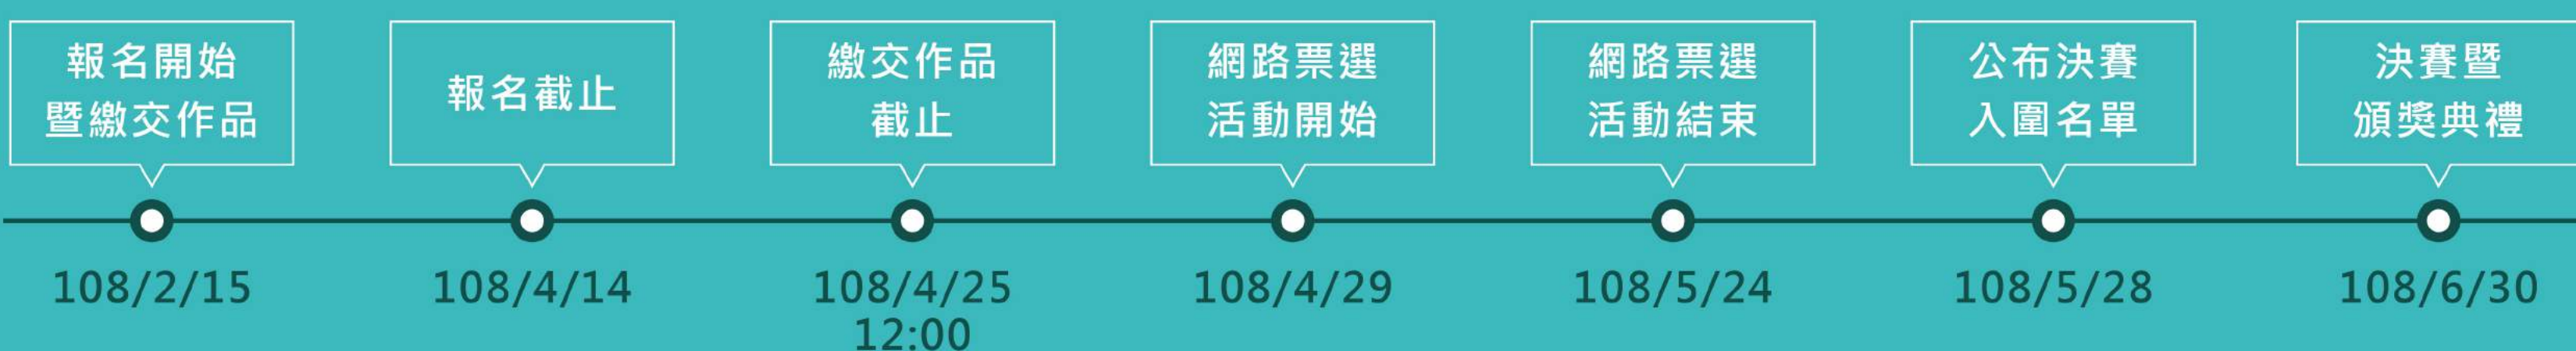 報名開始
暨繳交作品
報名截止
繳交作品
截止
網路票選
活動開始
網路票選
活動結束
公布決賽
入圍名單
決賽暨
頒獎典禮
108/2/15
108/4/14
108/4/25
12:00
108/4/29
108/5/24
108/5/28
108/6/30